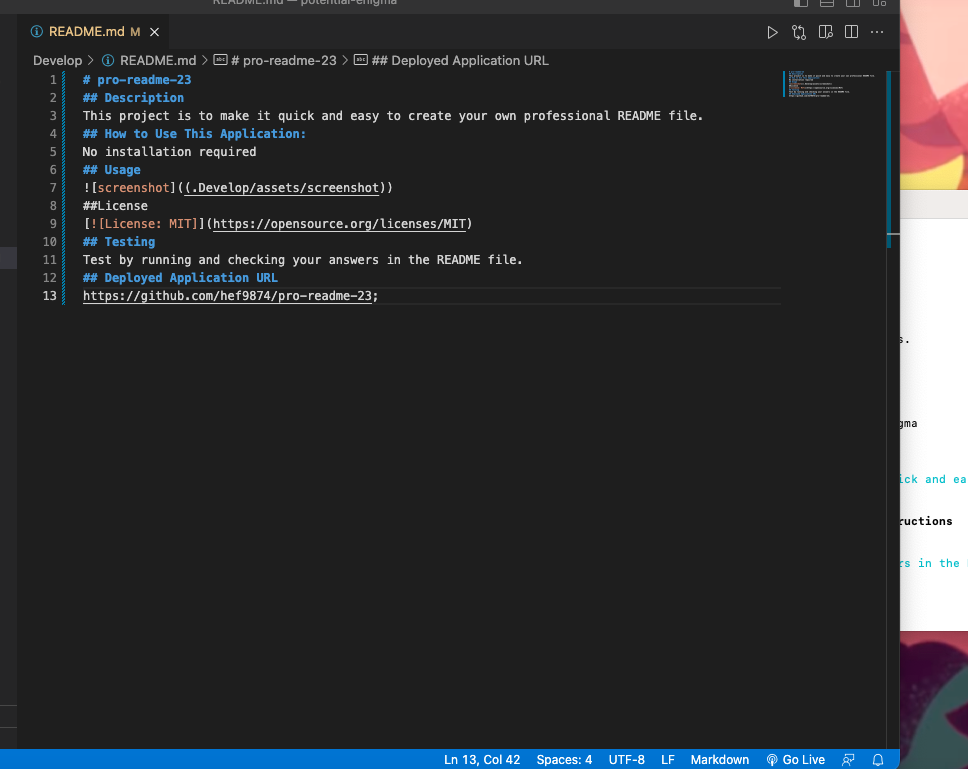 README.md — potential-enigma
README.md M
Develop > README.md > # pro-readme-23 > ## Deployed Application URL
1 # pro-readme-23
2 ## Description
3 This project is to make it quick and easy to create your own professional README file.
4 ## How to Use This Application:
5 No installation required
6 ## Usage
7 ![screenshot]((.Develop/assets/screenshot))
8 ##License
9 [![License: MIT]](https://opensource.org/licenses/MIT)
10 ## Testing
11 Test by running and checking your answers in the README file.
12 ## Deployed Application URL
13 https://github.com/hef9874/pro-readme-23;
s.
gma
ick and ea
ructions
rs in the
Ln 13, Col 42 Spaces: 4 UTF-8 LF Markdown Go Live